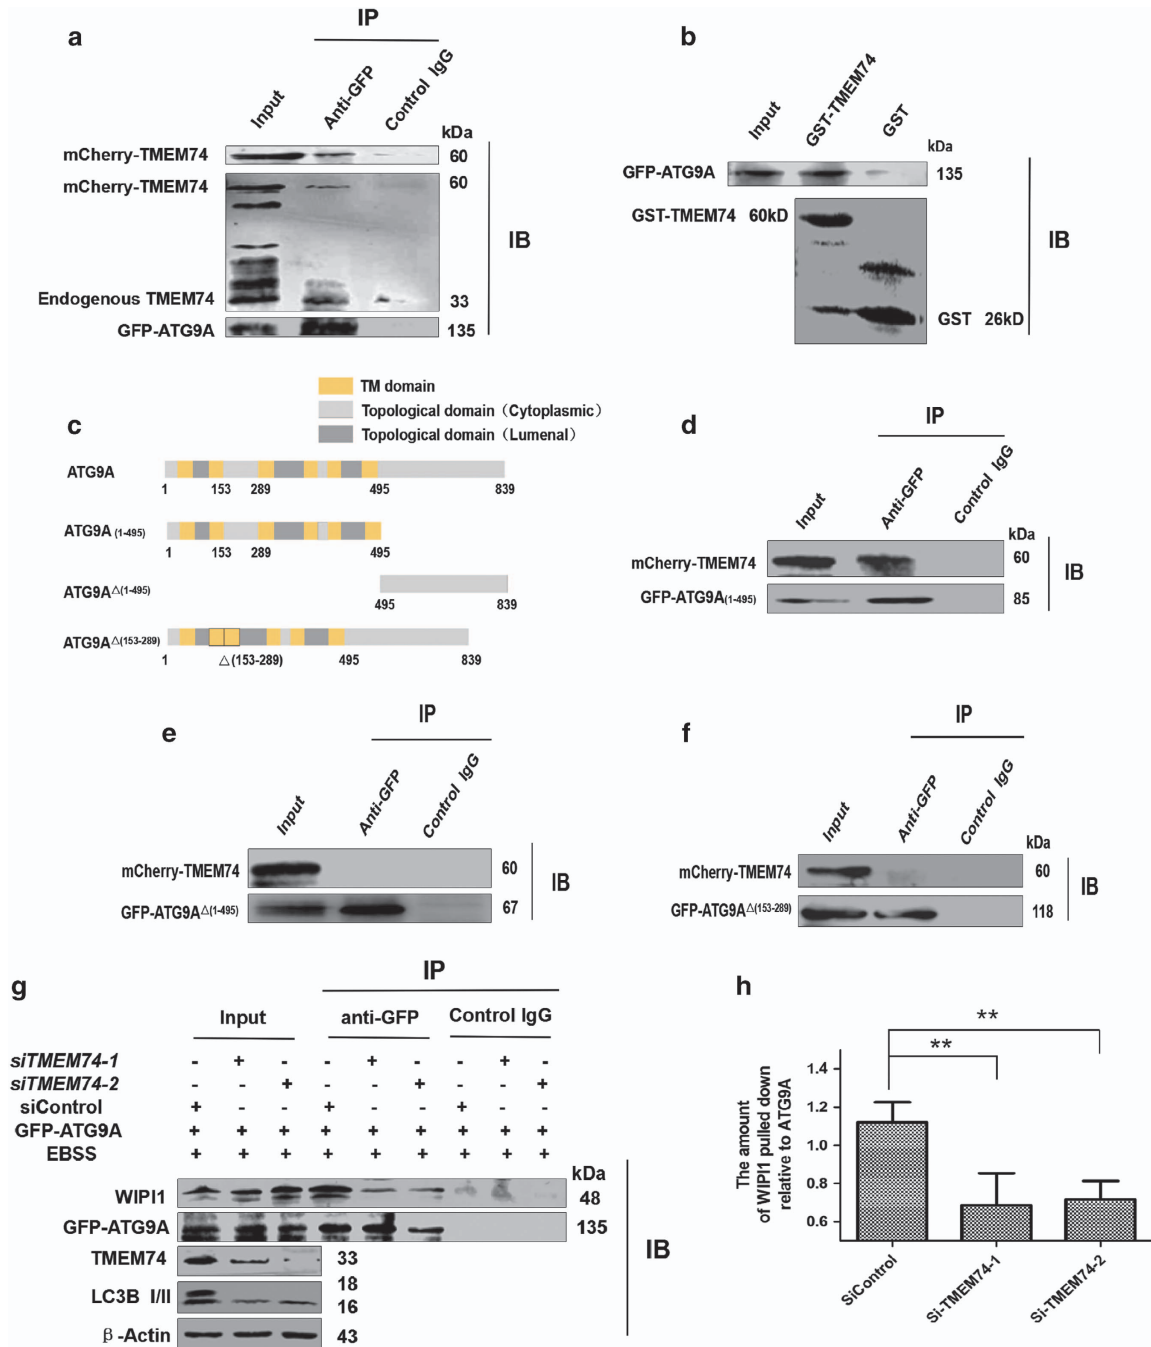 a
IP
Input
Anti-GFP
Control IgG
kDa
mCherry-TMEM74
60
mCherry-TMEM74
60
Endogenous TMEM74
33
GFP-ATG9A
135
IB
b
Input
GST-TMEM74
GST
kDa
GFP-ATG9A
135
GST-TMEM74 60kD
GST 26kD
IB
c
TM domain
Topological domain (Cytoplasmic)
Topological domain (Lumenal)
ATG9A
1 153 289 495 839
ATG9A (1-495)
1 153 289 495
ATG9A△(1-495)
495 839
ATG9A△(153-289)
1 △(153-289) 495 839
d
IP
Input
Anti-GFP
Control IgG
kDa
mCherry-TMEM74
60
GFP-ATG9A(1-495)
85
IB
e
IP
Input
Anti-GFP
Control IgG
mCherry-TMEM74
60
GFP-ATG9A△(1-495)
67
IB
f
IP
Input
Anti-GFP
Control IgG
kDa
mCherry-TMEM74
60
GFP-ATG9A△(153-289)
118
IB
g
IP
Input anti-GFP Control IgG
siTMEM74-1 - + - - + - - + -
siTMEM74-2 - - + - - + - - +
siControl + - - + - - + - -
GFP-ATG9A + + + + + + + + +
EBSS + + + + + + + + +
kDa
WIPI1 48
GFP-ATG9A 135
TMEM74 33
LC3B I/II 18
16
β-Actin 43
IB
h
**
**
The amount
of WIPI1 pulled down
relative to ATG9A
1.4
1.2
1.0
0.8
0.6
SiControl
Si-TMEM74-1
Si-TMEM74-2